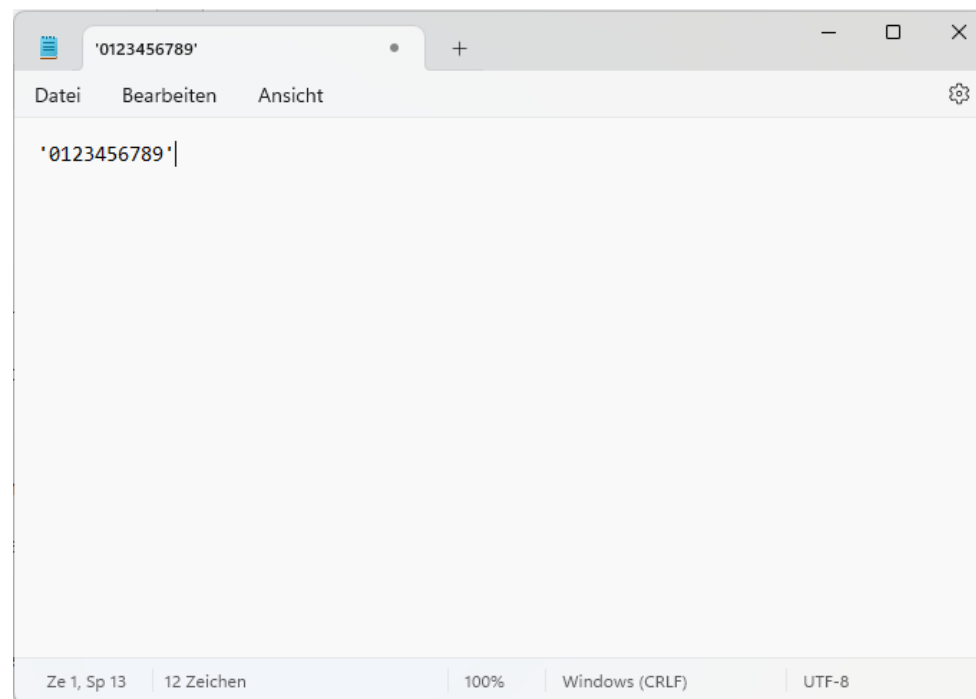 '0123456789'
Datei Bearbeiten Ansicht
'0123456789'
Ze 1, Sp 13 12 Zeichen 100% Windows (CRLF) UTF-8